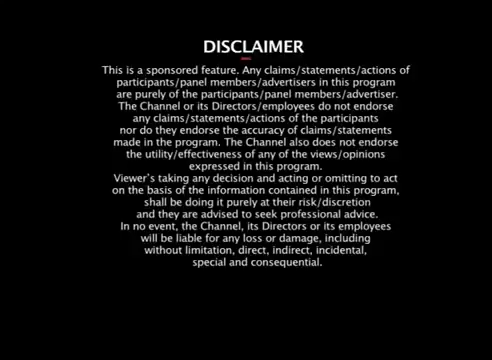 DISCLAIMER
This is a sponsored feature. Any claims/statements/actions of
participants/panel members/advertisers in this program
are purely of the participants/panel members/advertiser.
The Channel or its Directors/employees do not endorse
any claims/statements/actions of the participants
nor do they endorse the accuracy of claims/statements
made in the program. The Channel also does not endorse
the utility/effectiveness of any of the views/opinions
expressed in this program.
Viewer's taking any decision and acting or omitting to act
on the basis of the information contained in this program,
shall be doing it purely at their risk/discretion
and they are advised to seek professional advice.
In no event, the Channel, its Directors or its employees
will be liable for any loss or damage, including
without limitation, direct, indirect, incidental,
special and consequential.